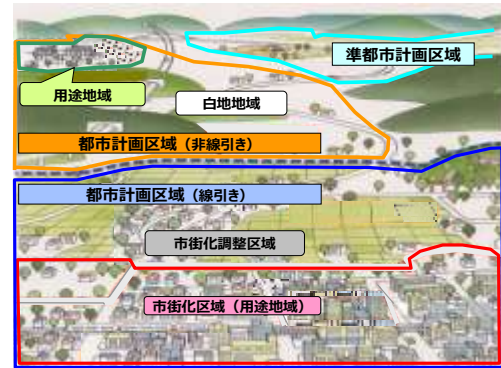 準都市計画区域
用途地域
白地地域
都市計画区域（非線引き）
都市計画区域（線引き）
市街化調整区域
市街化区域（用途地域）